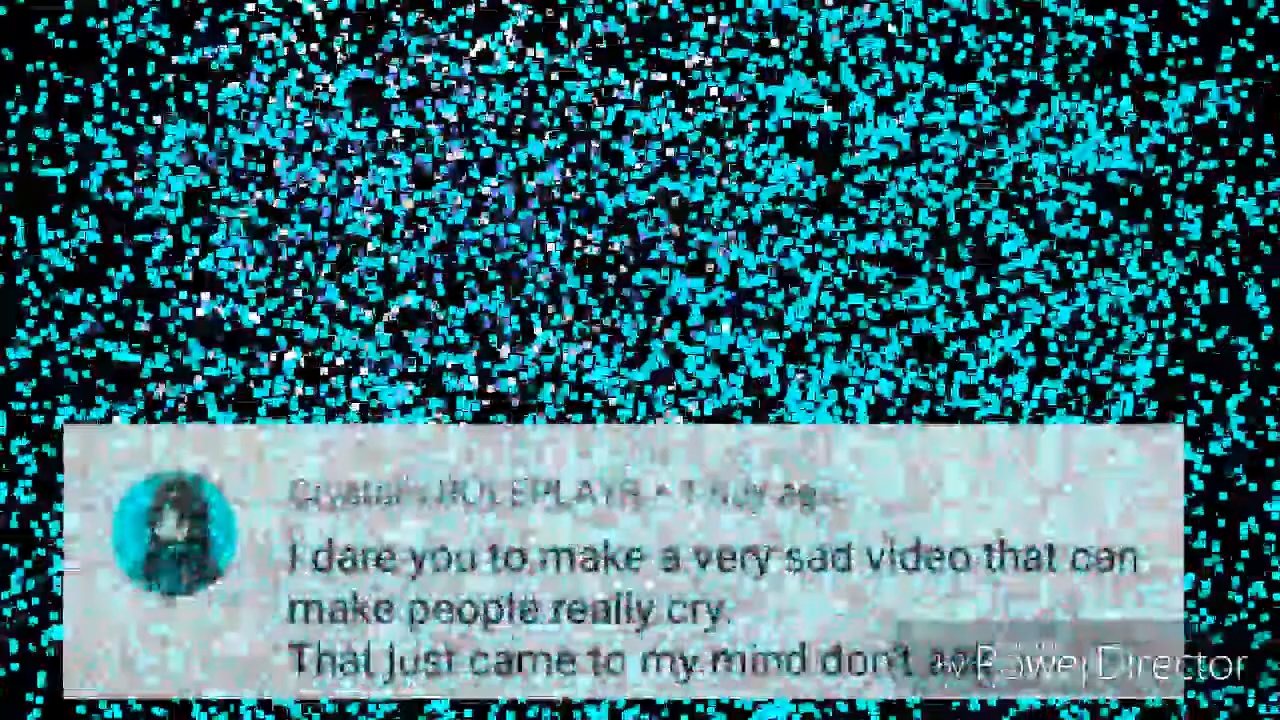 I dare you to make a very sad video that can
make people really cry.
That just came to my mind don't
by PowerDirector